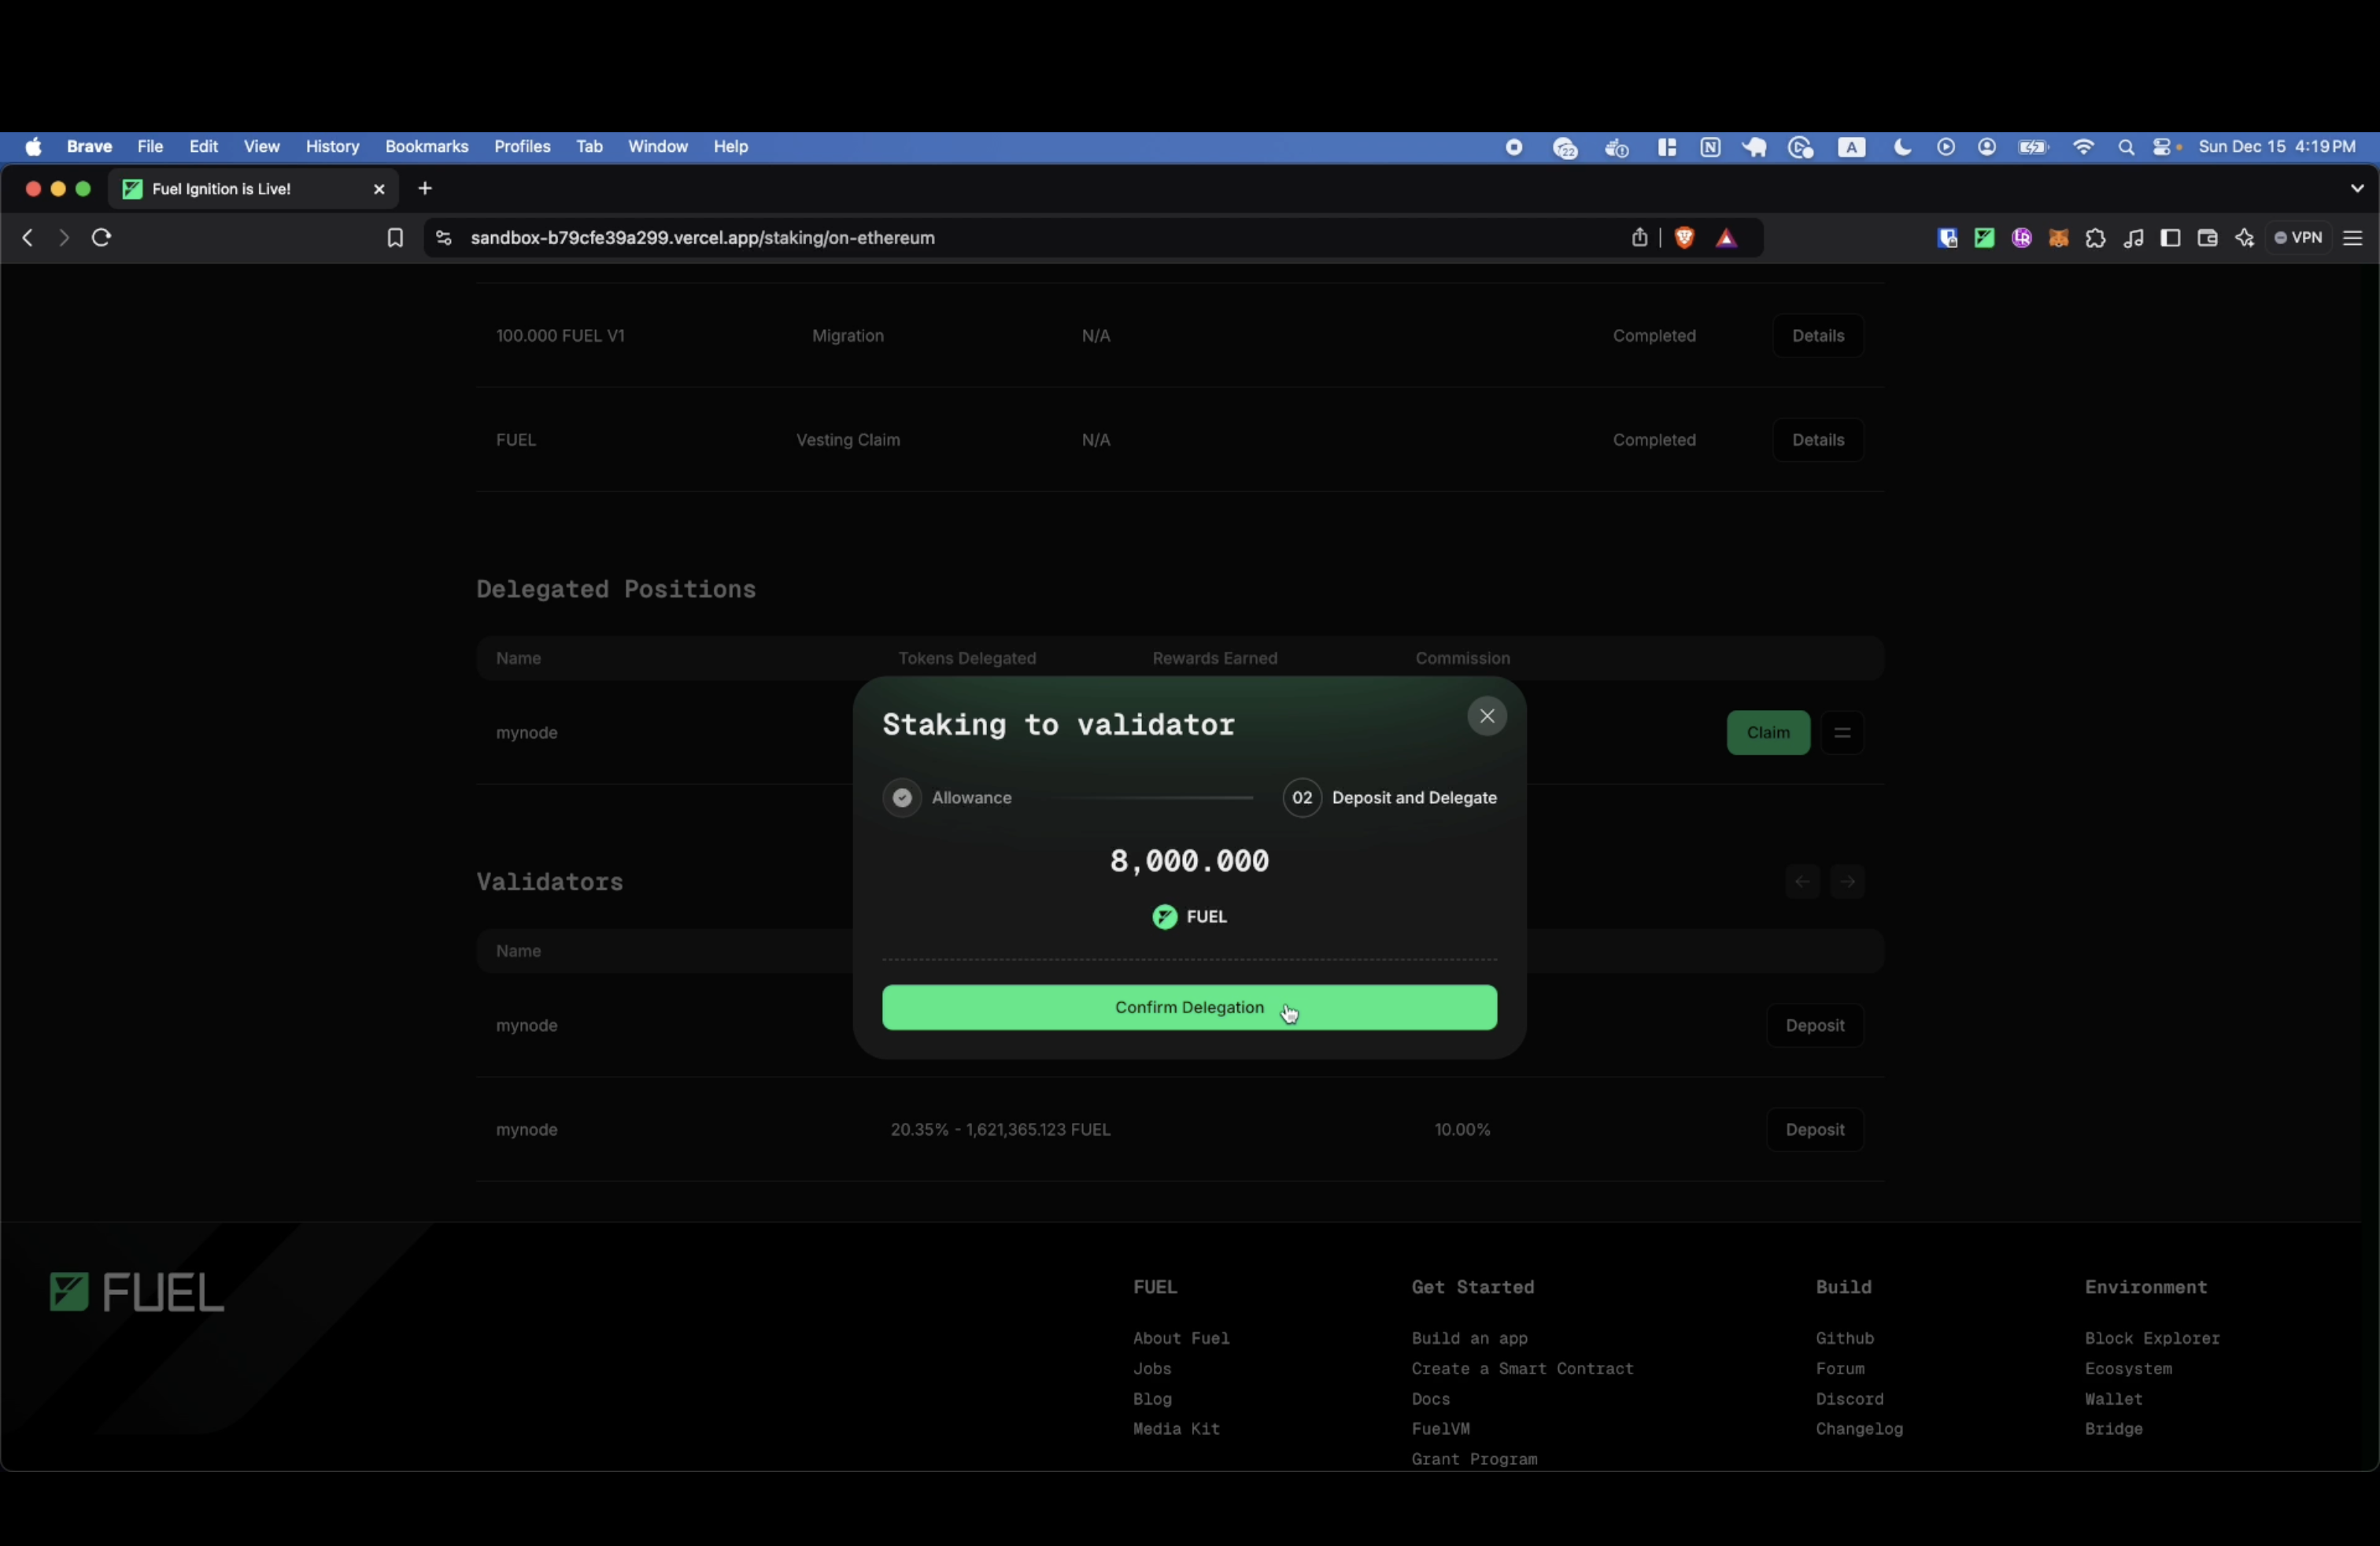 Brave File Edit View History Bookmarks Profiles Tab Window Help
22
N
A
Sun Dec 15 4:19 PM
Fuel Ignition is Live!
sandbox-b79cfe39a299.vercel.app/staking/on-ethereum
VPN
100.000 FUEL V1 Migration N/A Completed Details
FUEL Vesting Claim N/A Completed Details
Delegated Positions
Name Tokens Delegated Rewards Earned Commission
mynode Claim
Staking to validator
Allowance 02 Deposit and Delegate
8,000.000
FUEL
Confirm Delegation
Validators
Name
mynode Deposit
mynode 20.35% - 1,621,365.123 FUEL 10.00% Deposit
FUEL
FUEL
About Fuel
Jobs
Blog
Media Kit
Get Started
Build an app
Create a Smart Contract
Docs
FuelVM
Grant Program
Build
Github
Forum
Discord
Changelog
Environment
Block Explorer
Ecosystem
Wallet
Bridge